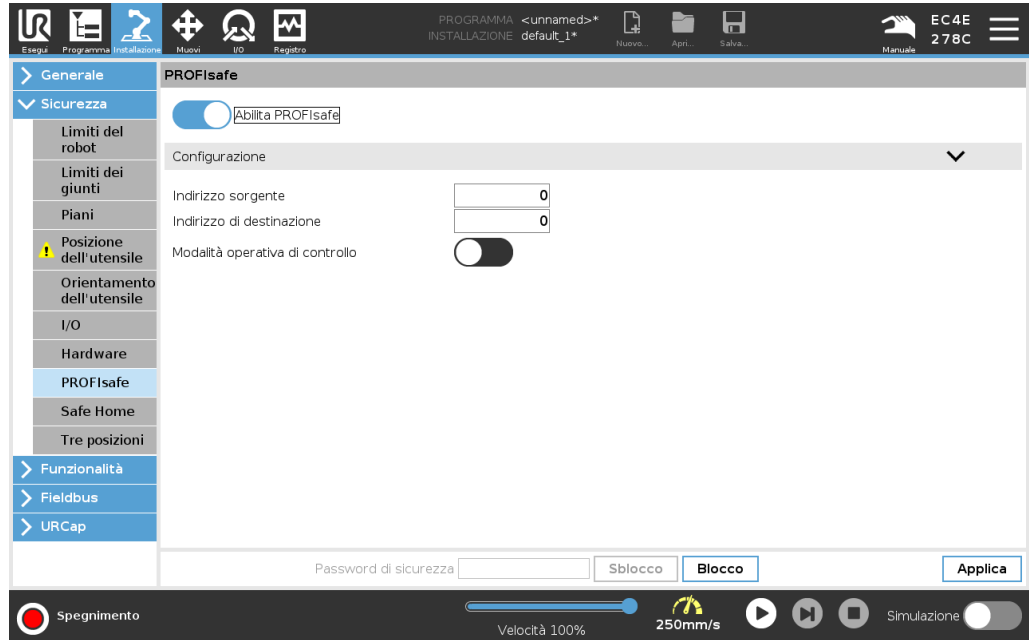 Esegui
Programma
Installazione
Muovi
I/O
Registro
PROGRAMMA <unnamed>*
INSTALLAZIONE default_1*
Nuovo...
Apri...
Salva...
Manuale
EC4E
278C
Generale
Sicurezza
Limiti del
robot
Limiti dei
giunti
Piani
Posizione
dell'utensile
Orientamento
dell'utensile
I/O
Hardware
PROFIsafe
Safe Home
Tre posizioni
Funzionalità
Fieldbus
URCap
PROFIsafe
Abilita PROFIsafe
Configurazione
Indirizzo sorgente 0
Indirizzo di destinazione 0
Modalità operativa di controllo
Password di sicurezza
Sblocco
Blocco
Applica
Spegnimento
Velocità 100%
250mm/s
Simulazione